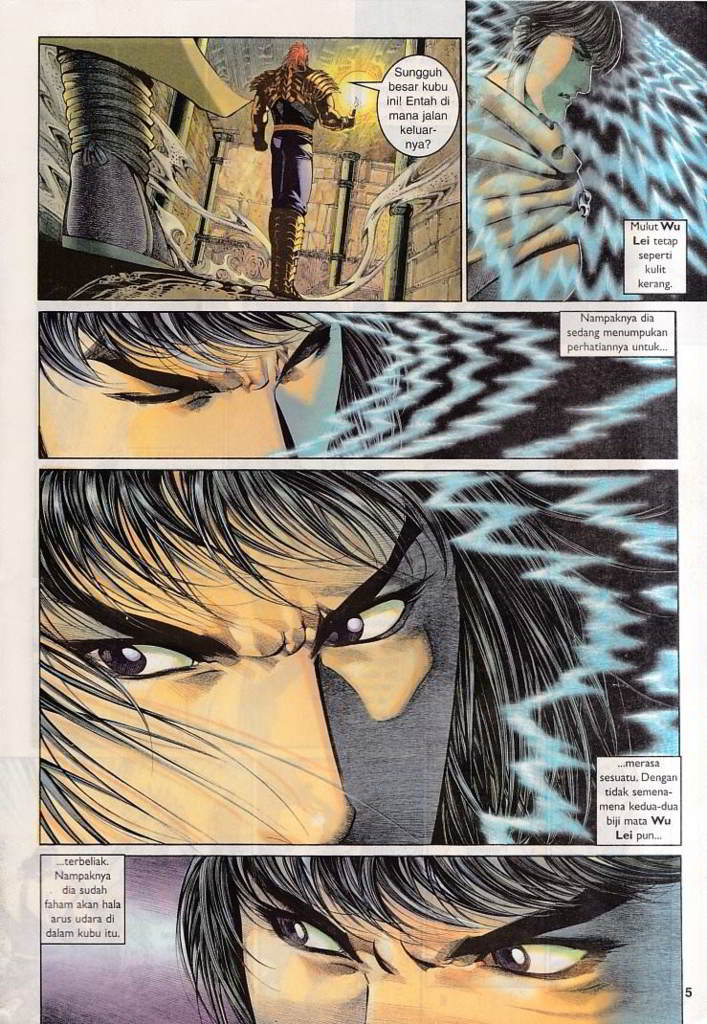 Sungguh
besar kubu
ini! Entah di
mana jalan
keluar-
nya?
Mulut Wu
Lei tetap
seperti
kulit
kerang.
Nampaknya dia
sedang menumpukan
perhatiannya untuk...
...merasa
sesuatu. Dengan
tidak semena-
mena kedua-dua
biji mata Wu
Lei pun...
...terbeliak.
Nampaknya
dia sudah
faham akan hala
arus udara di
dalam kubu itu.
5